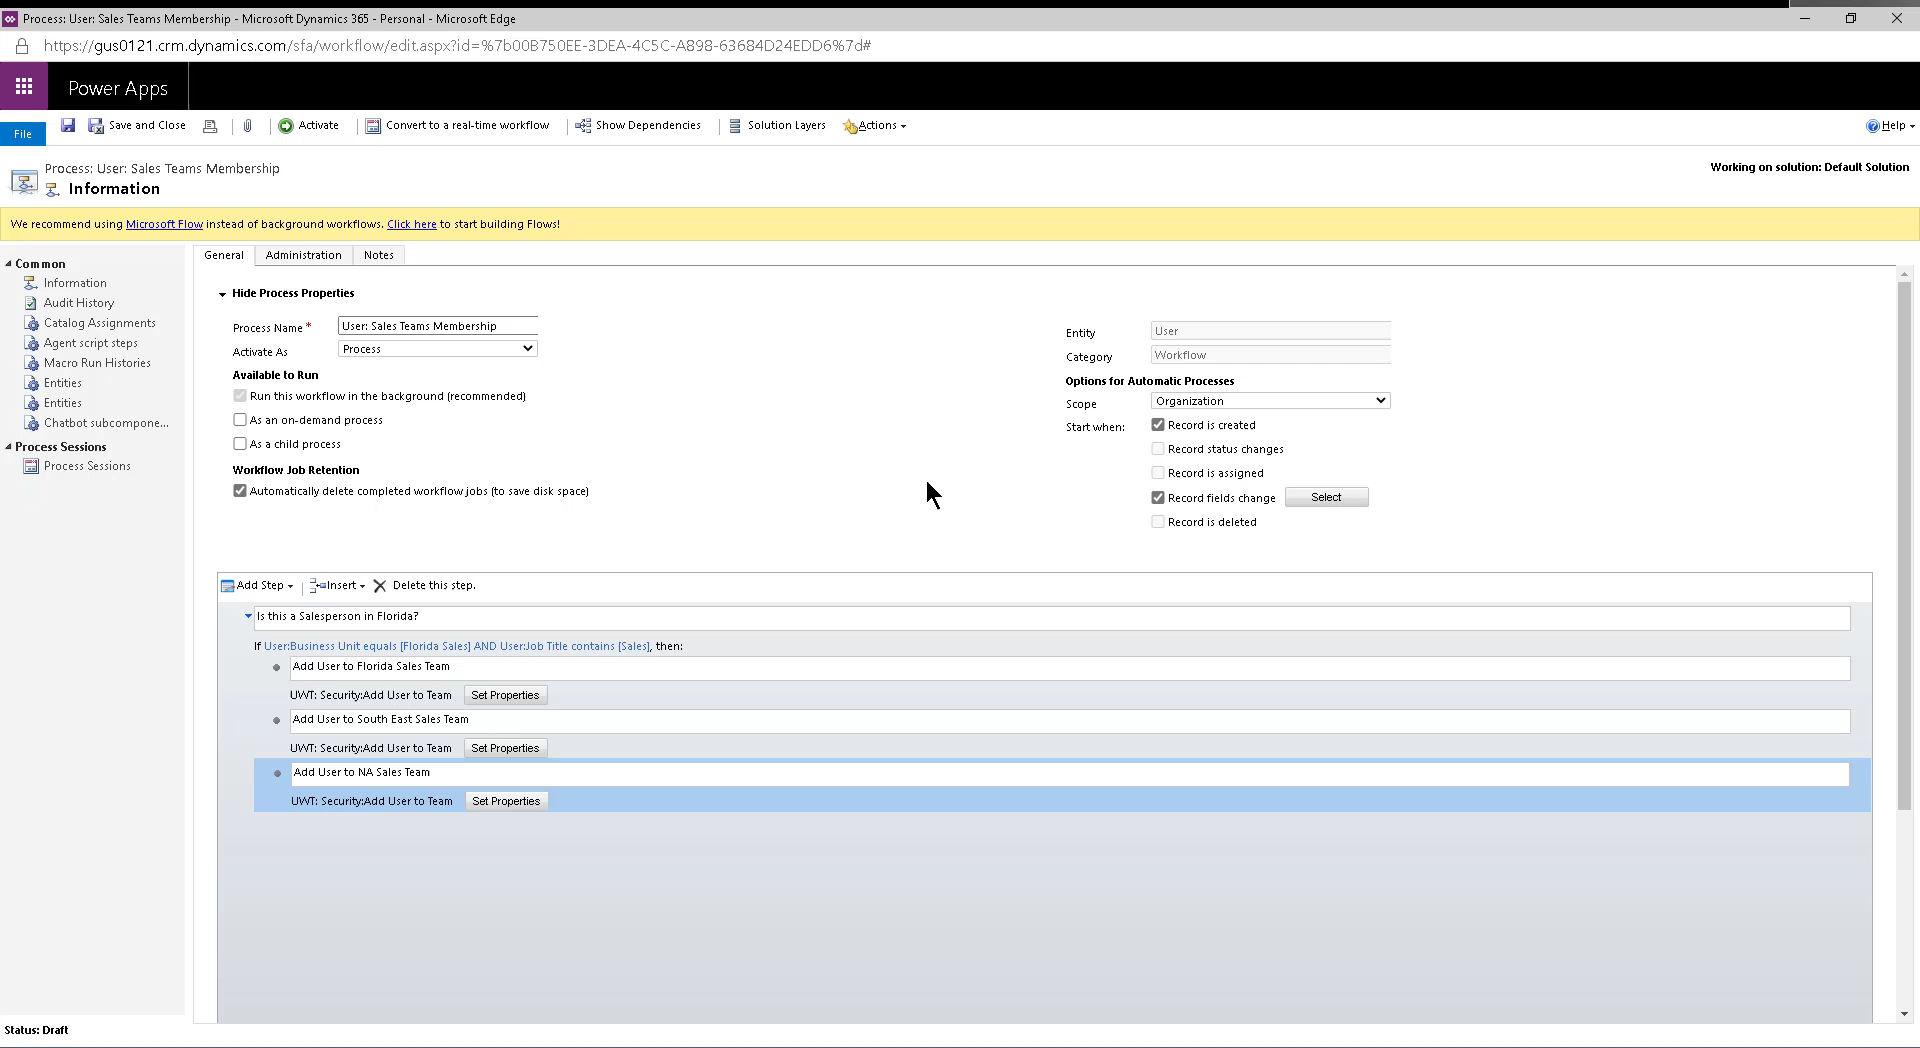 Process: User: Sales Teams Membership - Microsoft Dynamics 365 - Personal - Microsoft Edge
https://gus0121.crm.dynamics.com/sfa/workflow/edit.aspx?id=%7b00B750EE-3DEA-4C5C-A898-63684D24EDD6%7d#
Power Apps
File Save and Close Activate Convert to a real-time workflow Show Dependencies Solution Layers Actions Help
Process: User: Sales Teams Membership
Information
Working on solution: Default Solution
We recommend using Microsoft Flow instead of background workflows. Click here to start building Flows!
Common
Information
Audit History
Catalog Assignments
Agent script steps
Macro Run Histories
Entities
Entities
Chatbot subcompone...
Process Sessions
Process Sessions
General Administration Notes
Hide Process Properties
Process Name * User: Sales Teams Membership
Activate As Process
Available to Run
Run this workflow in the background (recommended)
As an on-demand process
As a child process
Workflow Job Retention
Automatically delete completed workflow jobs (to save disk space)
Entity User
Category Workflow
Options for Automatic Processes
Scope Organization
Start when: Record is created
Record status changes
Record is assigned
Record fields change Select
Record is deleted
Add Step Insert Delete this step.
Is this a Salesperson in Florida?
If User:Business Unit equals [Florida Sales] AND User:Job Title contains [Sales], then:
Add User to Florida Sales Team
UWT: Security:Add User to Team Set Properties
Add User to South East Sales Team
UWT: Security:Add User to Team Set Properties
Add User to NA Sales Team
UWT: Security:Add User to Team Set Properties
Status: Draft